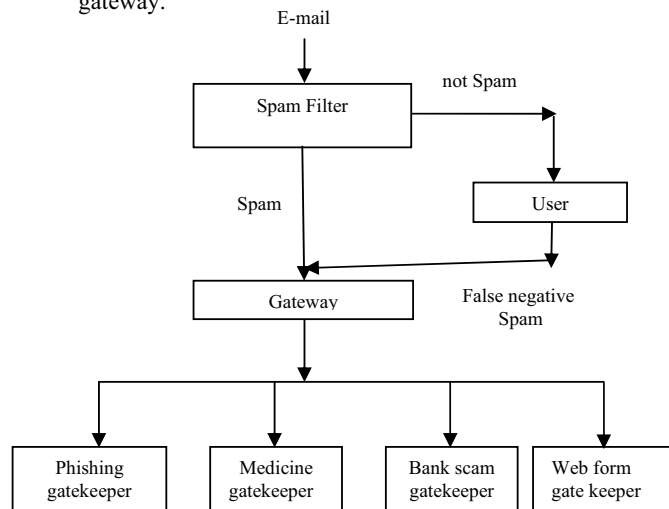 gateway.
E-mail
not Spam
Spam Filter
Spam
User
Gateway
False negative
Spam
Phishing
gatekeeper
Medicine
gatekeeper
Bank scam
gatekeeper
Web form
gate keeper